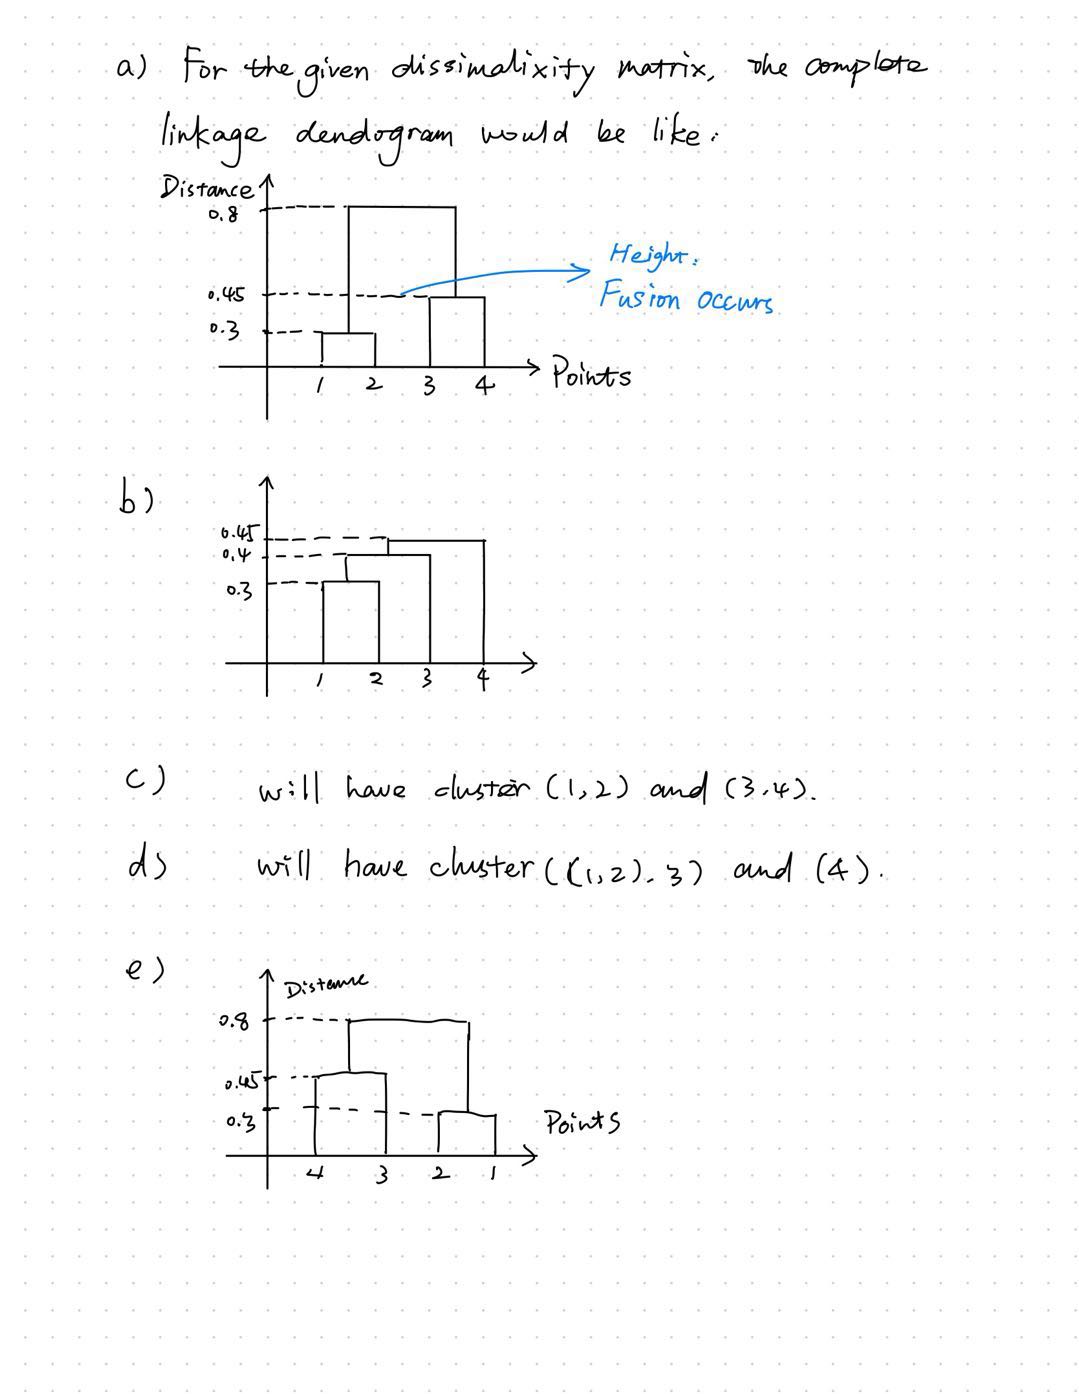 a) For the given dissimalixity matrix, the complete
linkage dendogram would be like:
Distance
0.8
Height:
0.45
Fusion occurs
0.3
1 2 3 4
Points
b)
0.45
0.4
0.3
1 2 3 4
c) will have cluster (1,2) and (3,4).
d) will have cluster ((1,2),3) and (4).
e)
Distance
0.8
0.45
0.3
Points
4 3 2 1